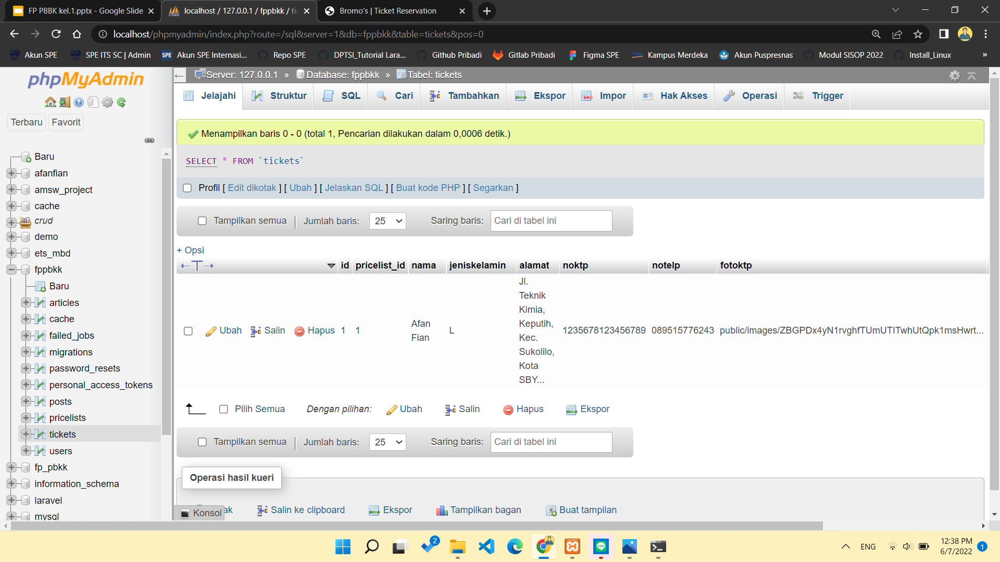 FP PBBK kel.1.pptx - Google Slide
localhost / 127.0.0.1 / fppbkk / tic
Bromo's | Ticket Reservation
localhost/phpmyadmin/index.php?route=/sql&server=1&db=fppbkk&table=tickets&pos=0
Akun SPE
SPE ITS SC | Admin
SPE
Akun SPE Internasi...
Repo SPE
DPTSI_Tutorial Lara...
Github Pribadi
Gitlab Pribadi
Figma SPE
Kampus Merdeka
Akun Puspresnas
Modul SISOP 2022
Install_Linux
»
phpMyAdmin
Terbaru
Favorit
Baru
afanfian
amsw_project
cache
crud
demo
ets_mbd
fppbkk
Baru
articles
cache
failed_jobs
migrations
password_resets
personal_access_tokens
posts
pricelists
tickets
users
fp_pbkk
information_schema
laravel
mysql
Server: 127.0.0.1 » Database: fppbkk » Tabel: tickets
Jelajahi
Struktur
SQL
Cari
Tambahkan
Ekspor
Impor
Hak Akses
Operasi
Trigger
Menampilkan baris 0 - 0 (total 1, Pencarian dilakukan dalam 0,0006 detik.)
SELECT * FROM `tickets`
Profil [ Edit dikotak ] [ Ubah ] [ Jelaskan SQL ] [ Buat kode PHP ] [ Segarkan ]
Tampilkan semua | Jumlah baris: 25 Saring baris: Cari di tabel ini
+ Opsi
←T→ id pricelist_id nama jeniskelamin alamat noktp notelp fotoktp
Ubah Salin Hapus 1 1
Afan
Fian
L
Jl.
Teknik
Kimia,
Keputih,
Kec.
Sukolilo,
Kota
SBY...
1235678123456789
089515776243
public/images/ZBGPDx4yN1rvghfTUmUTITwhUtQpk1msHwrt...
Pilih Semua Dengan pilihan: Ubah Salin Hapus Ekspor
Tampilkan semua | Jumlah baris: 25 Saring baris: Cari di tabel ini
Operasi hasil kueri
ak
Salin ke clipboard
Ekspor
Tampilkan bagan
Buat tampilan
Konsol
2
ENG
12:38 PM
6/7/2022
1